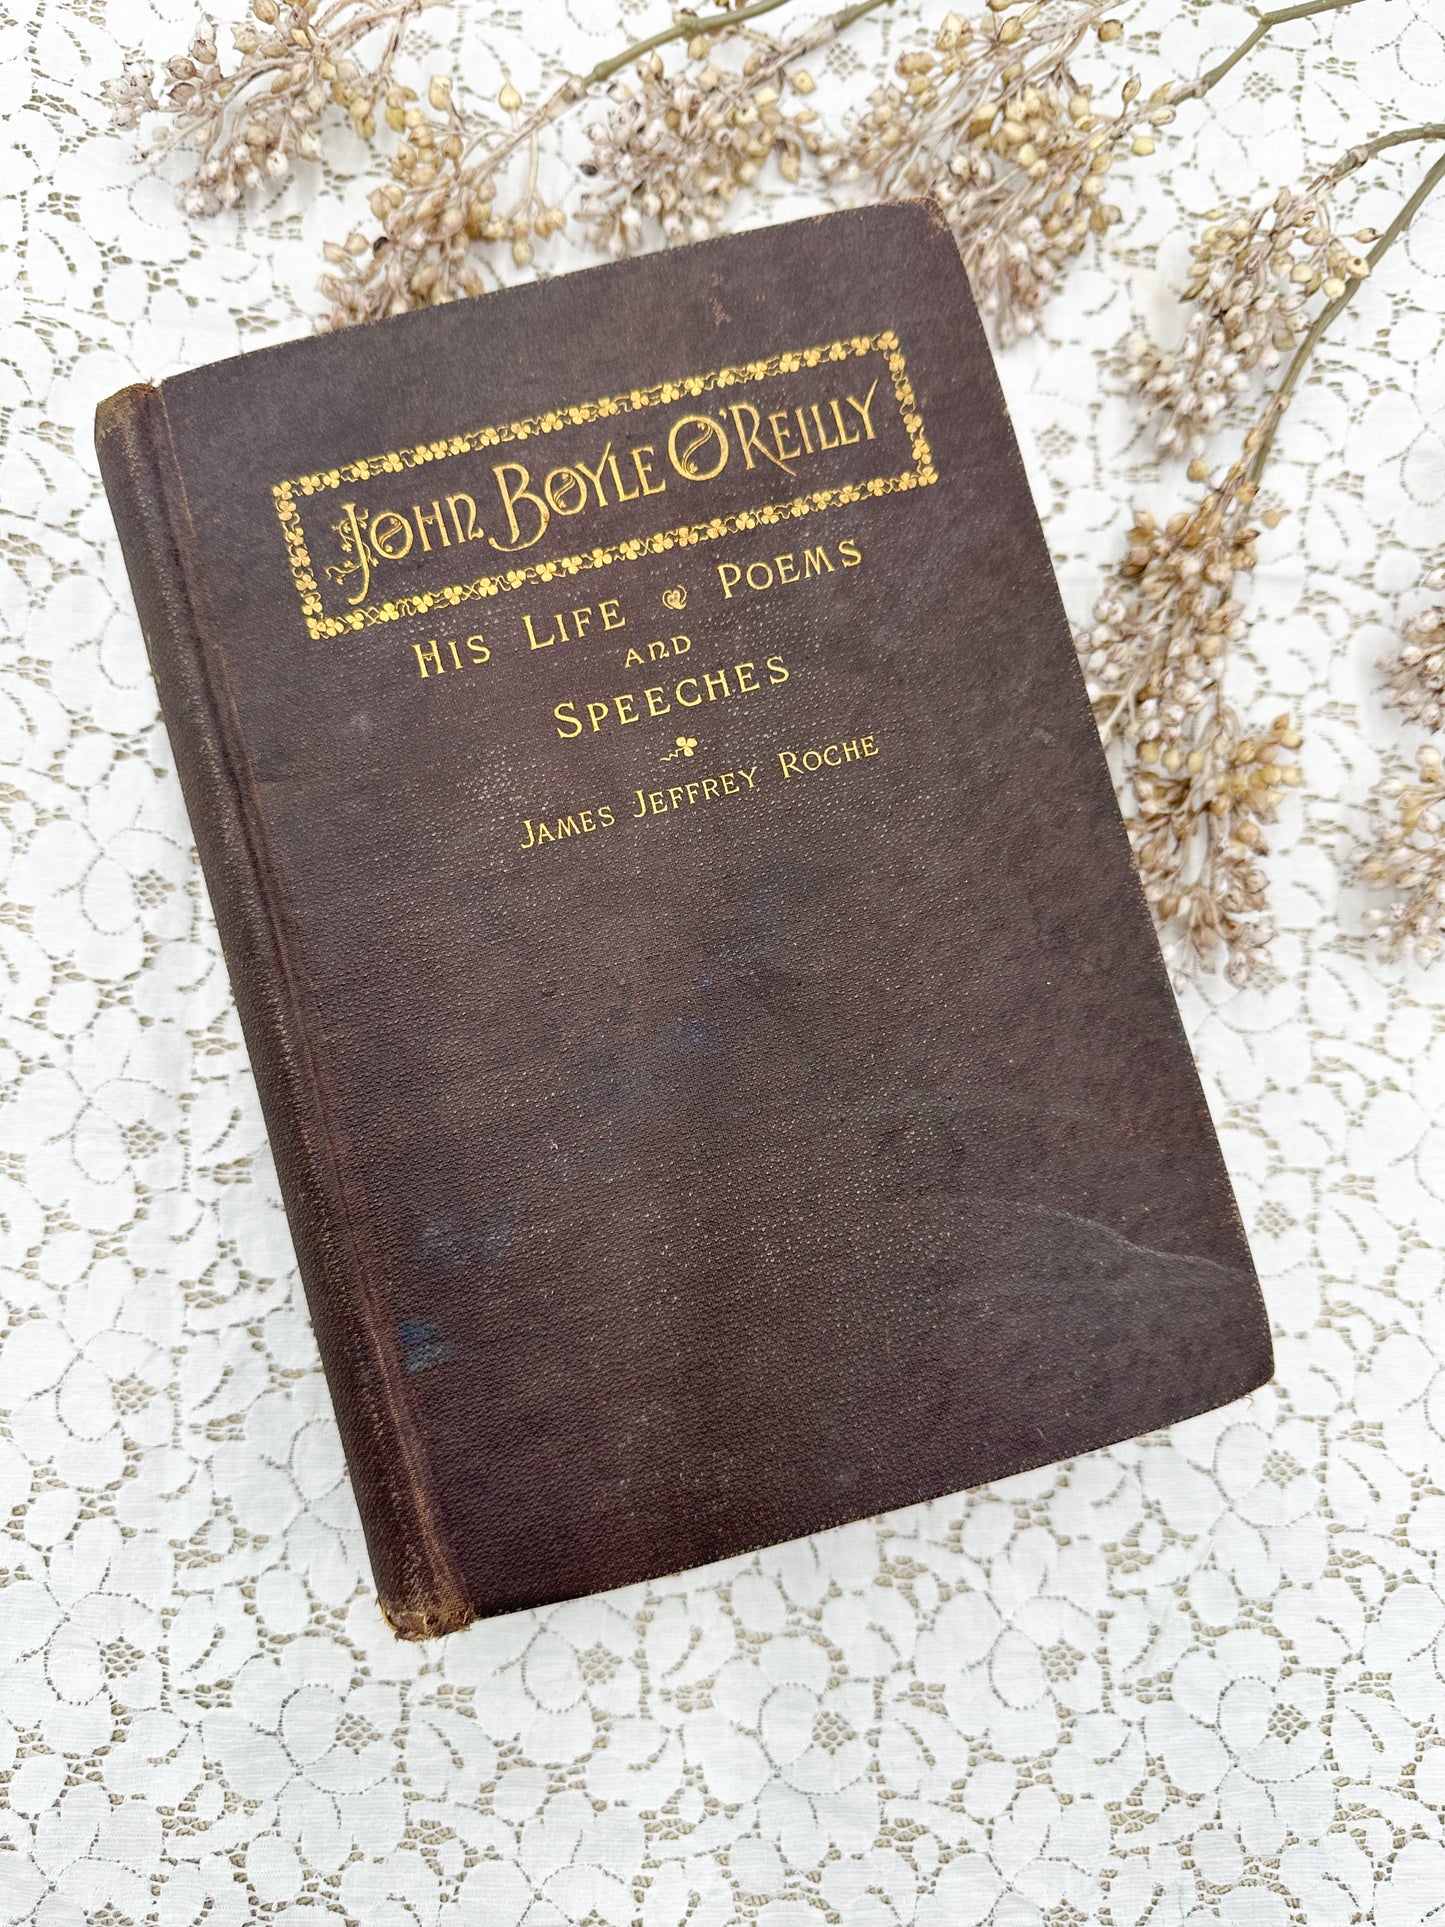 JOHN BOYLE O'REILLY
HIS LIFE POEMS
AND
SPEECHES
JAMES JEFFREY ROCHE